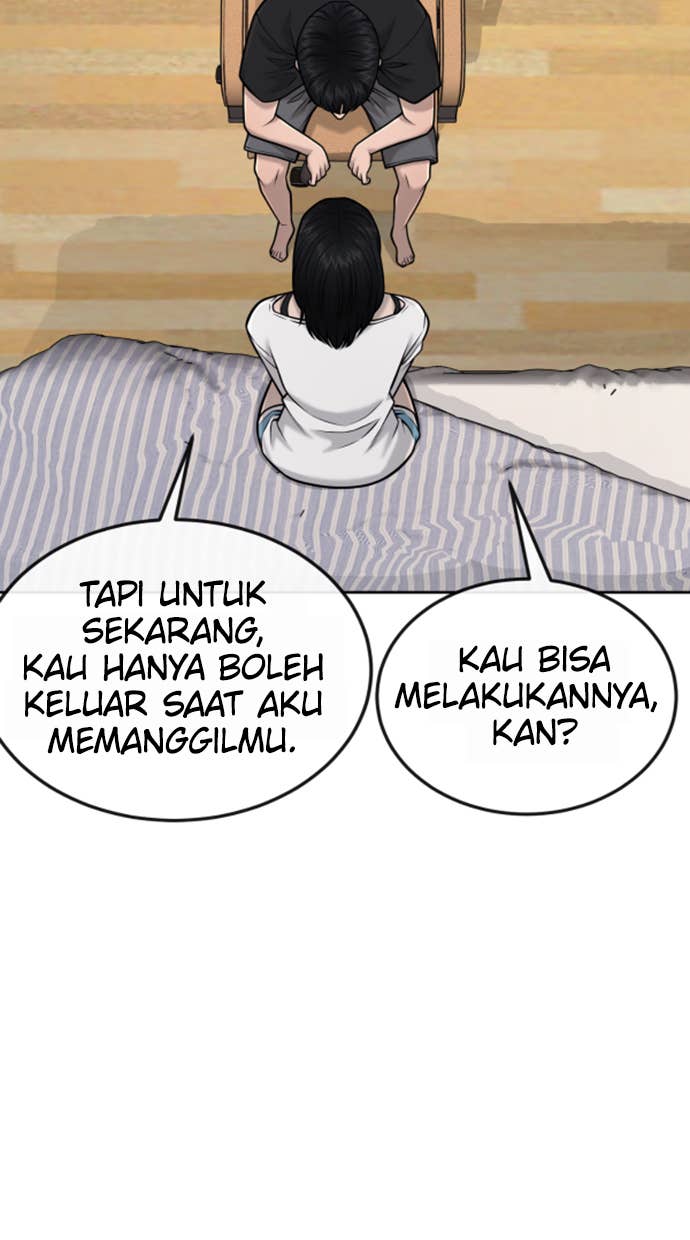 TAPI UNTUK
SEKARANG,
KAU HANYA BOLEH
KELUAR SAAT AKU
MEMANGGILMU.
KAU BISA
MELAKUKANNYA,
KAN?